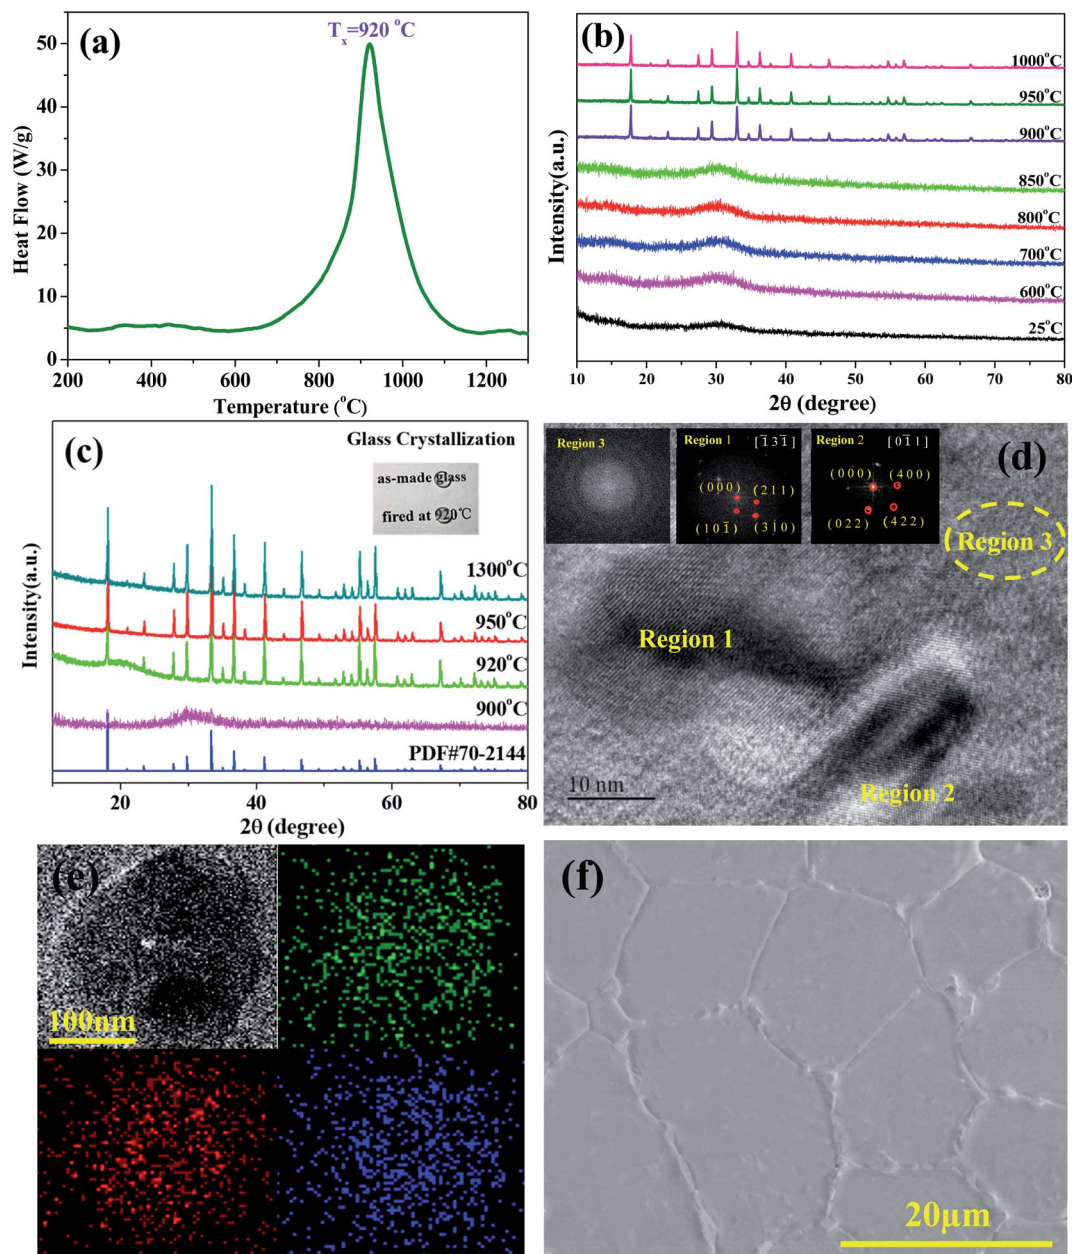 (a)
Tx=920 °C
50
40
30
20
10
0
Heat Flow (W/g)
200 400 600 800 1000 1200
Temperature (°C)
(b)
1000°C
950°C
900°C
850°C
800°C
700°C
600°C
25°C
Intensity(a.u.)
10 20 30 40 50 60 70 80
2θ (degree)
(c)
Glass Crystallization
as-made glass
fired at 920℃
1300°C
950°C
920°C
900°C
PDF#70-2144
Intensity(a.u.)
20 40 60 80
2θ (degree)
(d)
Region 3
Region 1 [1̅31̅]
(000) (211)
(101̅) (310)
Region 2 [01̅1]
(000) (400)
(022) (422)
Region 3
Region 1
Region 2
10 nm
(e)
100nm
(f)
20μm